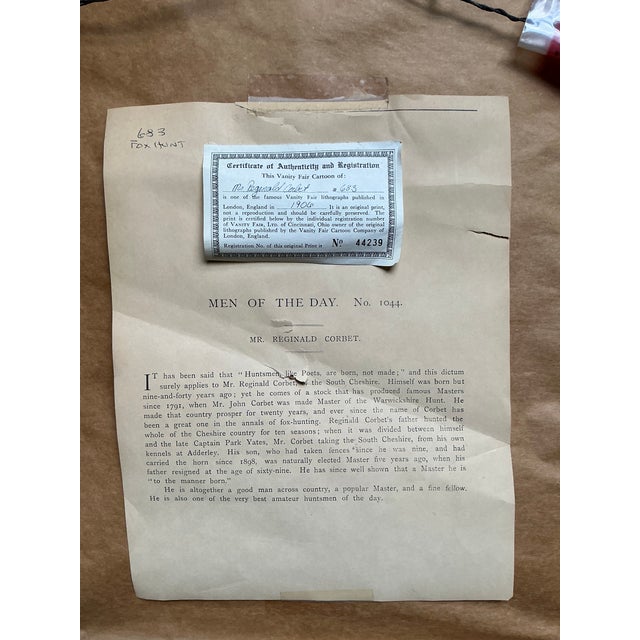 683
FOX HUNT
Certificate of Authenticity and Registration
This Vanity Fair Cartoon of:
Mr Reginald Corbet #683
is one of the famous Vanity Fair lithographs published in
London, England in 1906. It is an original print,
not a reproduction and should be carefully preserved. The
print is certified below by the individual registration number
of VANITY FAIR, LTD. of Cincinnati, Ohio owner of the original
lithographs published by the Vanity Fair Cartoon Company of
London, England.
Registration No. of this original Print is No 44239
MEN OF THE DAY. No. 1044.
MR. REGINALD CORBET.
IT has been said that "Huntsmen, like Poets, are born, not made;" and this dictum
surely applies to Mr. Reginald Corbet, of the South Cheshire. Himself was born but
nine-and-forty years ago; yet he comes of a stock that has produced famous Masters
since 1791, when Mr. John Corbet was made Master of the Warwickshire Hunt. He
made that country prosper for twenty years, and ever since the name of Corbet has
been a great one in the annals of fox-hunting. Reginald Corbet's father hunted the
whole of the Cheshire country for ten seasons; when it was divided between himself
and the late Captain Park Yates, Mr. Corbet taking the South Cheshire, from his own
kennels at Adderley. His son, who had taken fences since he was nine, and had
carried the horn since 1898, was naturally elected Master five years ago, when his
father resigned at the age of sixty-nine. He has since well shown that a Master he is
"to the manner born."
He is altogether a good man across country, a popular Master, and a fine fellow.
He is also one of the very best amateur huntsmen of the day.